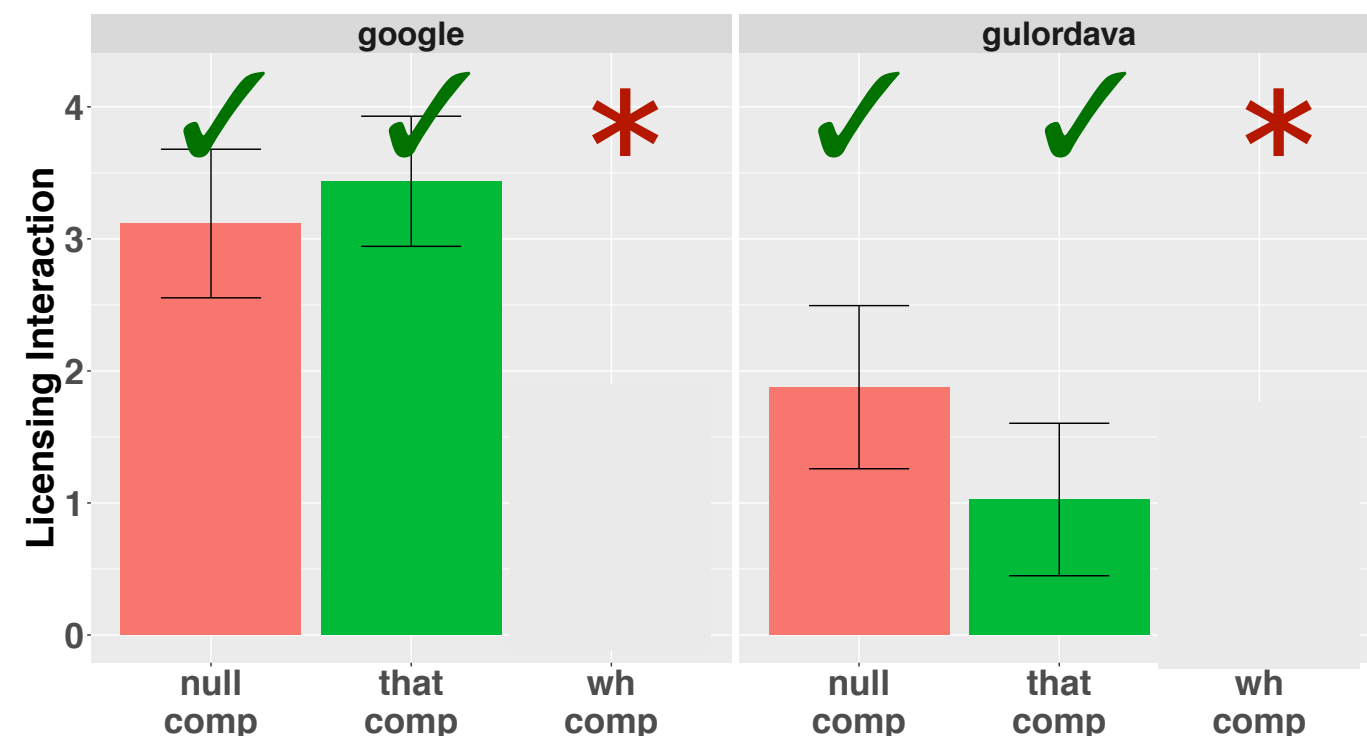 google
gulordava
Licensing Interaction
4
3
2
1
0
✓ ✓ *
✓ ✓ *
null comp
that comp
wh comp
null comp
that comp
wh comp